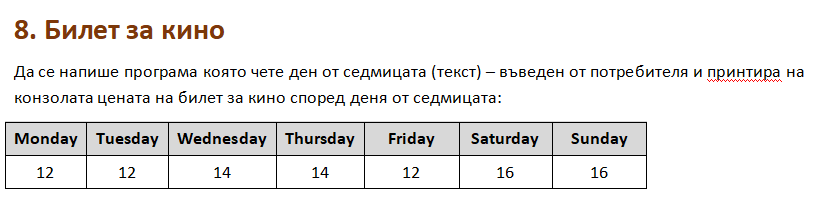 8. Билет за кино
Да се напише програма която чете ден от седмицата (текст) – въведен от потребителя и принтира на
конзолата цената на билет за кино според деня от седмицата:
Monday Tuesday Wednesday Thursday Friday Saturday Sunday
12 12 14 14 12 16 16